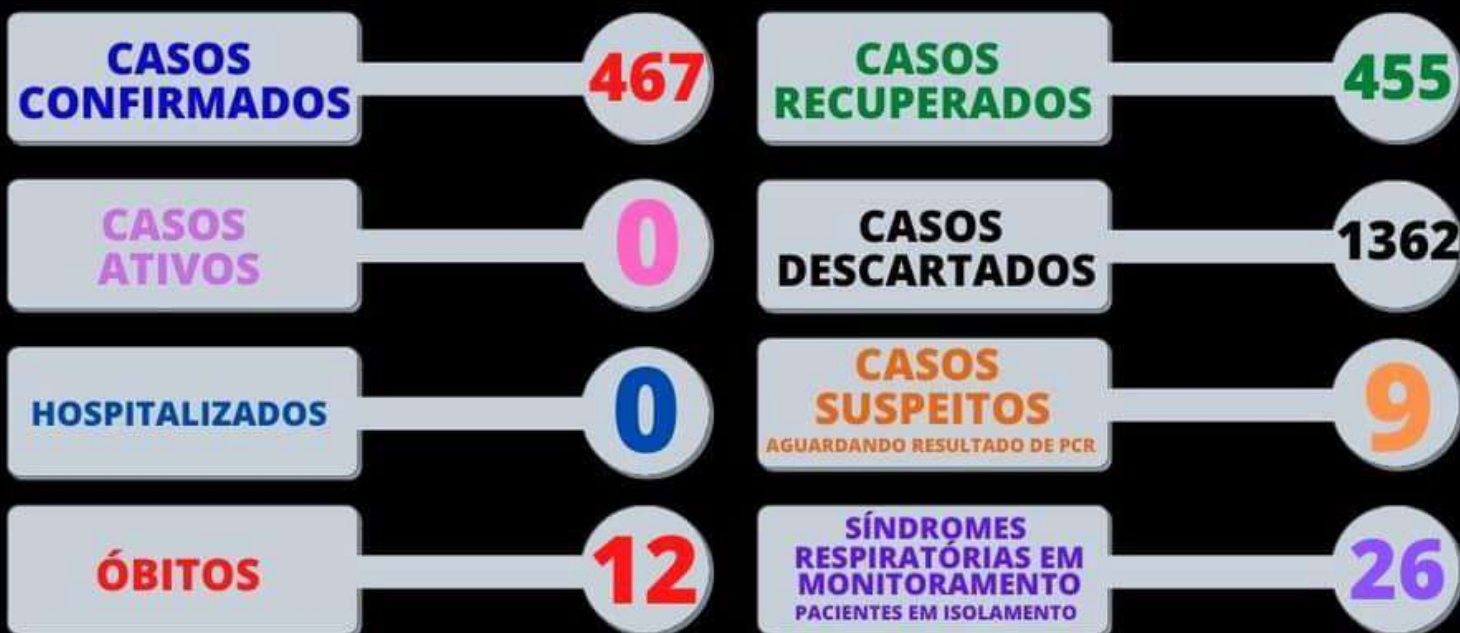 CASOS
CONFIRMADOS
467
CASOS
RECUPERADOS
455
CASOS
ATIVOS
0
CASOS
DESCARTADOS
1362
HOSPITALIZADOS
0
CASOS
SUSPEITOS
AGUARDANDO RESULTADO DE PCR
9
ÓBITOS
12
SÍNDROMES
RESPIRATÓRIAS EM
MONITORAMENTO
PACIENTES EM ISOLAMENTO
26